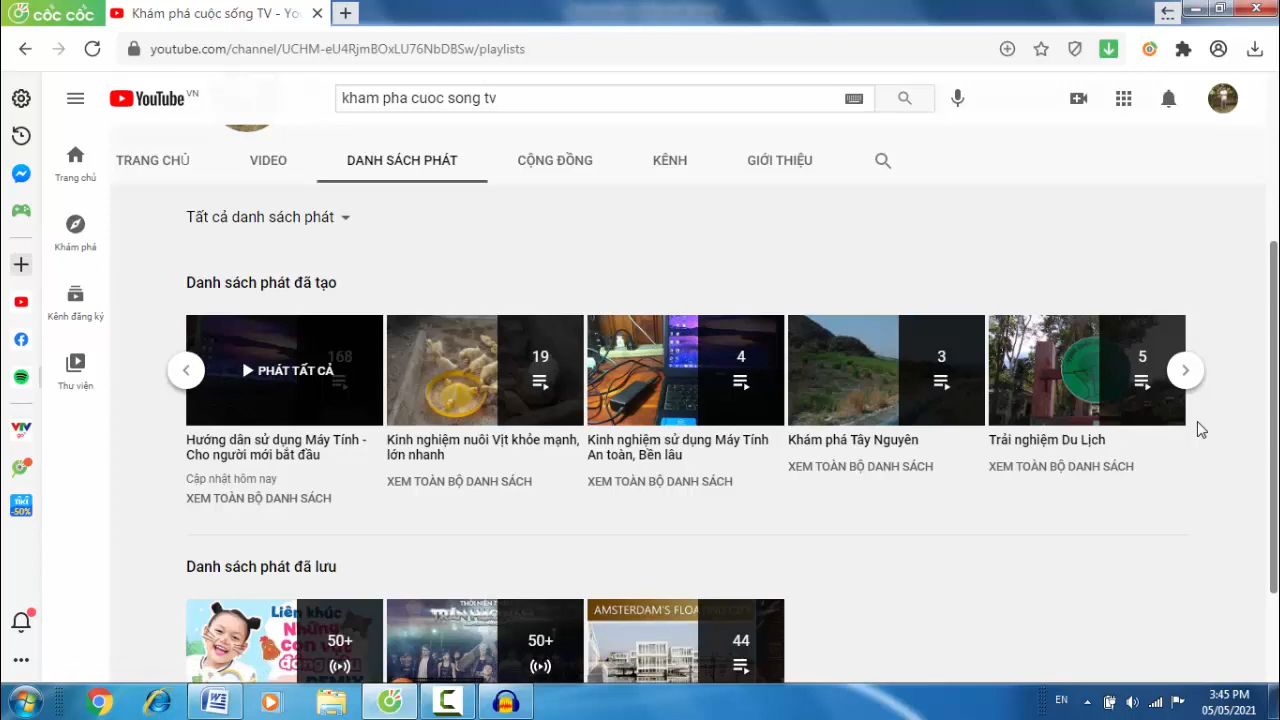 cốc cốc
Khám phá cuộc sống TV - You
youtube.com/channel/UCHM-eU4RjmBOxLU76NbDBSw/playlists
YouTube VN
kham pha cuoc song tv
TRANG CHỦ
VIDEO
DANH SÁCH PHÁT
CỘNG ĐỒNG
KÊNH
GIỚI THIỆU
Trang chủ
Khám phá
Kênh đăng ký
Thư viện
Tất cả danh sách phát
Danh sách phát đã tạo
168
PHÁT TẤT CẢ
19
4
3
5
Hướng dẫn sử dụng Máy Tính -
Cho người mới bắt đầu
Cập nhật hôm nay
XEM TOÀN BỘ DANH SÁCH
Kinh nghiệm nuôi Vịt khỏe mạnh,
lớn nhanh
XEM TOÀN BỘ DANH SÁCH
Kinh nghiệm sử dụng Máy Tính
An toàn, Bền lâu
XEM TOÀN BỘ DANH SÁCH
Khám phá Tây Nguyên
XEM TOÀN BỘ DANH SÁCH
Trải nghiệm Du Lịch
XEM TOÀN BỘ DANH SÁCH
VTV
go
TIKI
-50%
Danh sách phát đã lưu
Liên khúc
Những
con vật
50+
50+
AMSTERDAM'S
44
EN
3:45 PM
05/05/2021